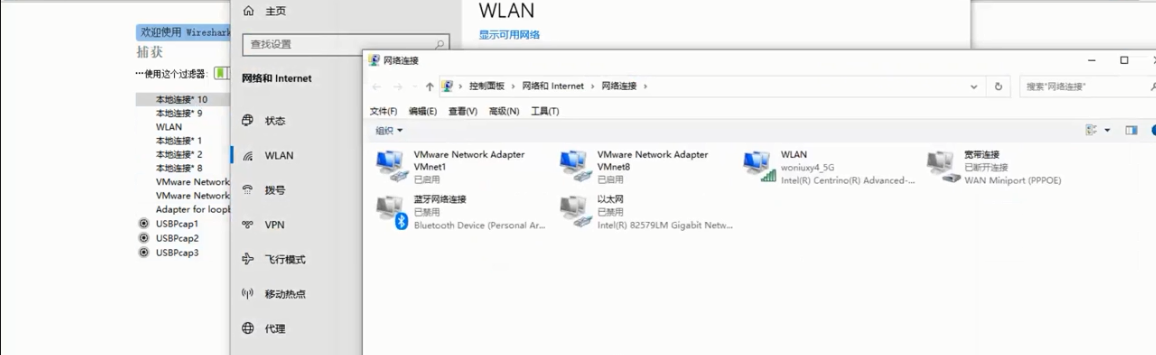 欢迎使用 Wireshark
捕获
…使用这个过滤器:
本地连接* 10
本地连接* 9
WLAN
本地连接* 1
本地连接* 2
本地连接* 8
VMware Network
VMware Network
Adapter for loopb
USBPcap1
USBPcap2
USBPcap3
主页
查找设置
网络和 Internet
状态
WLAN
拨号
VPN
飞行模式
移动热点
代理
WLAN
显示可用网络
网络连接
控制面板 › 网络和 Internet › 网络连接 ›
搜索"网络连接"
文件(F) 编辑(E) 查看(V) 高级(N) 工具(T)
组织
VMware Network Adapter
VMnet1
已启用
VMware Network Adapter
VMnet8
已启用
WLAN
woniuxy4_5G
Intel(R) Centrino(R) Advanced-...
宽带连接
已断开连接
WAN Miniport (PPPOE)
蓝牙网络连接
已禁用
Bluetooth Device (Personal Ar...
以太网
已禁用
Intel(R) 82579LM Gigabit Netw...